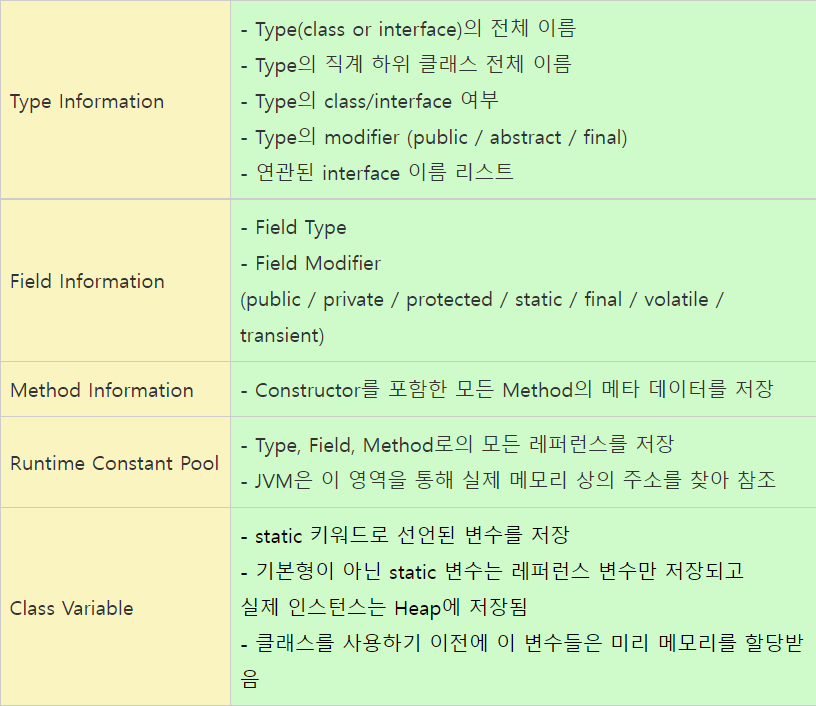 Type Information
- Type(class or interface)의 전체 이름
- Type의 직계 하위 클래스 전체 이름
- Type의 class/interface 여부
- Type의 modifier (public / abstract / final)
- 연관된 interface 이름 리스트
Field Information
- Field Type
- Field Modifier
(public / private / protected / static / final / volatile /
transient)
Method Information
- Constructor를 포함한 모든 Method의 메타 데이터를 저장
Runtime Constant Pool
- Type, Field, Method로의 모든 레퍼런스를 저장
- JVM은 이 영역을 통해 실제 메모리 상의 주소를 찾아 참조
Class Variable
- static 키워드로 선언된 변수를 저장
- 기본형이 아닌 static 변수는 레퍼런스 변수만 저장되고
실제 인스턴스는 Heap에 저장됨
- 클래스를 사용하기 이전에 이 변수들은 미리 메모리를 할당받
음